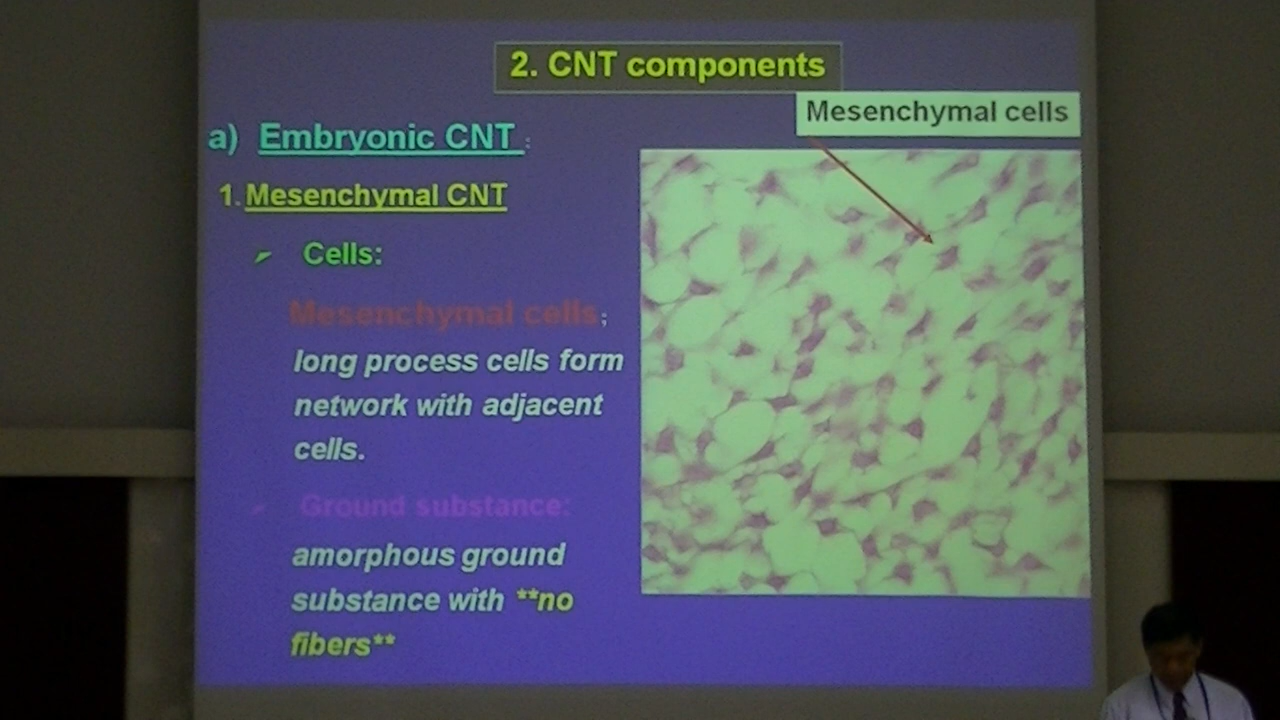 2. CNT components
Mesenchymal cells
a) Embryonic CNT :
1. Mesenchymal CNT
Cells:
Mesenchymal cells;
long process cells form
network with adjacent
cells.
Ground substance:
amorphous ground
substance with **no
fibers**